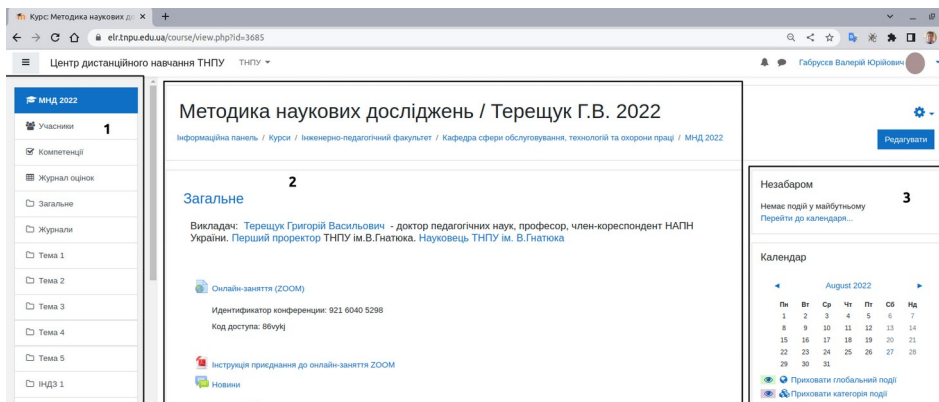 Курс: Методика наукових до
elr.tnpu.edu.ua/course/view.php?id=3685
Центр дистанційного навчання ТНПУ ТНПУ
Габрусєв Валерій Юрійович
МНД 2022
Учасники
1
Компетенції
Журнал оцінок
Загальне
Журнали
Тема 1
Тема 2
Тема 3
Тема 4
Тема 5
ІНДЗ 1
Методика наукових досліджень / Терещук Г.В. 2022
Інформаційна панель / Курси / Інженерно-педагогічний факультет / Кафедра сфери обслуговування, технологій та охорони праці / МНД 2022
Редагувати
2
Загальне
Викладач: Терещук Григорій Васильович - доктор педагогічних наук, професор, член-кореспондент НАПН
України. Перший проректор ТНПУ ім.В.Гнатюка. Науковець ТНПУ ім. В.Гнатюка
Онлайн-заняття (ZOOM)
Идентификатор конференции: 921 6040 5298
Код доступа: 86vykj
Інструкція приєднання до онлайн-заняття ZOOM
Новини
Незабаром
3
Немає подій у майбутньому
Перейти до календаря...
Календар
August 2022
Пн Вт Ср Чт Пт Сб Нд
1 2 3 4 5 6 7
8 9 10 11 12 13 14
15 16 17 18 19 20 21
22 23 24 25 26 27 28
29 30 31
Приховати глобальний події
Приховати категорія події